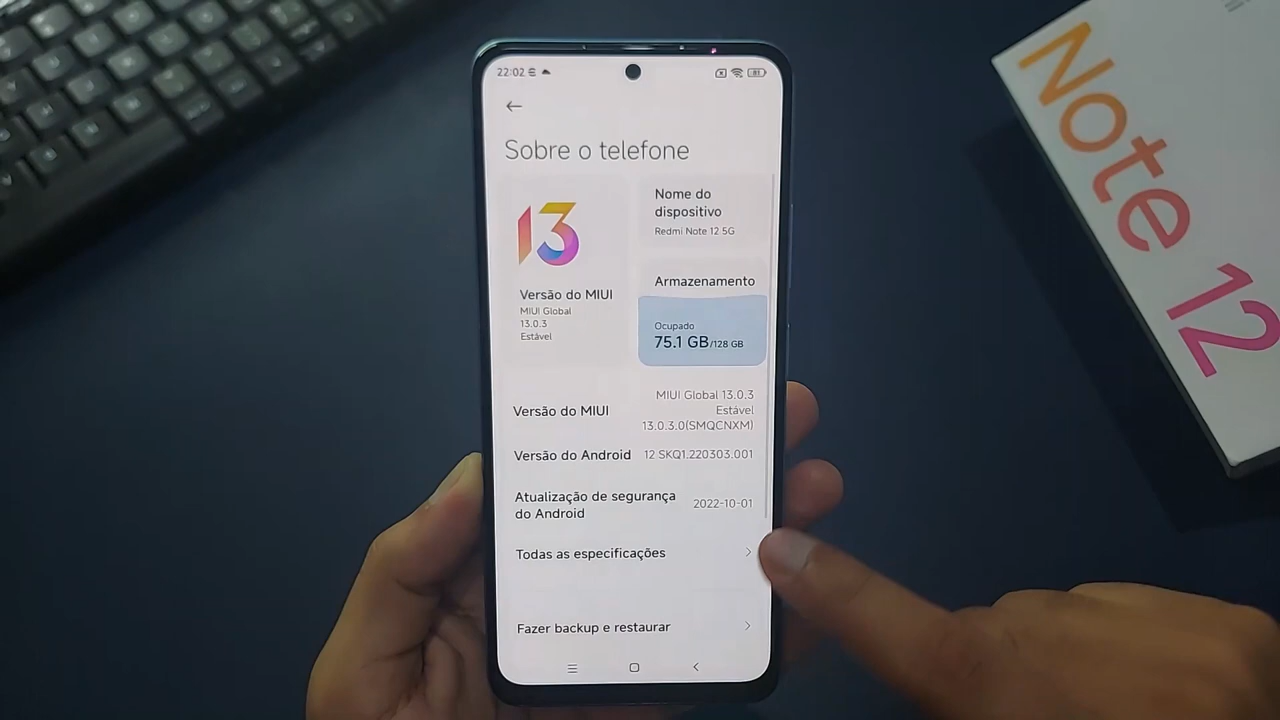 22:02
81
Sobre o telefone
13
Versão do MIUI
MIUI Global
13.0.3
Estável
Nome do
dispositivo
Redmi Note 12 5G
Armazenamento
Ocupado
75.1 GB/128 GB
Versão do MIUI
MIUI Global 13.0.3
Estável
13.0.3.0(SMQCNXM)
Versão do Android
12 SKQ1.220303.001
Atualização de segurança
do Android
2022-10-01
Todas as especificações
Fazer backup e restaurar
Note 12